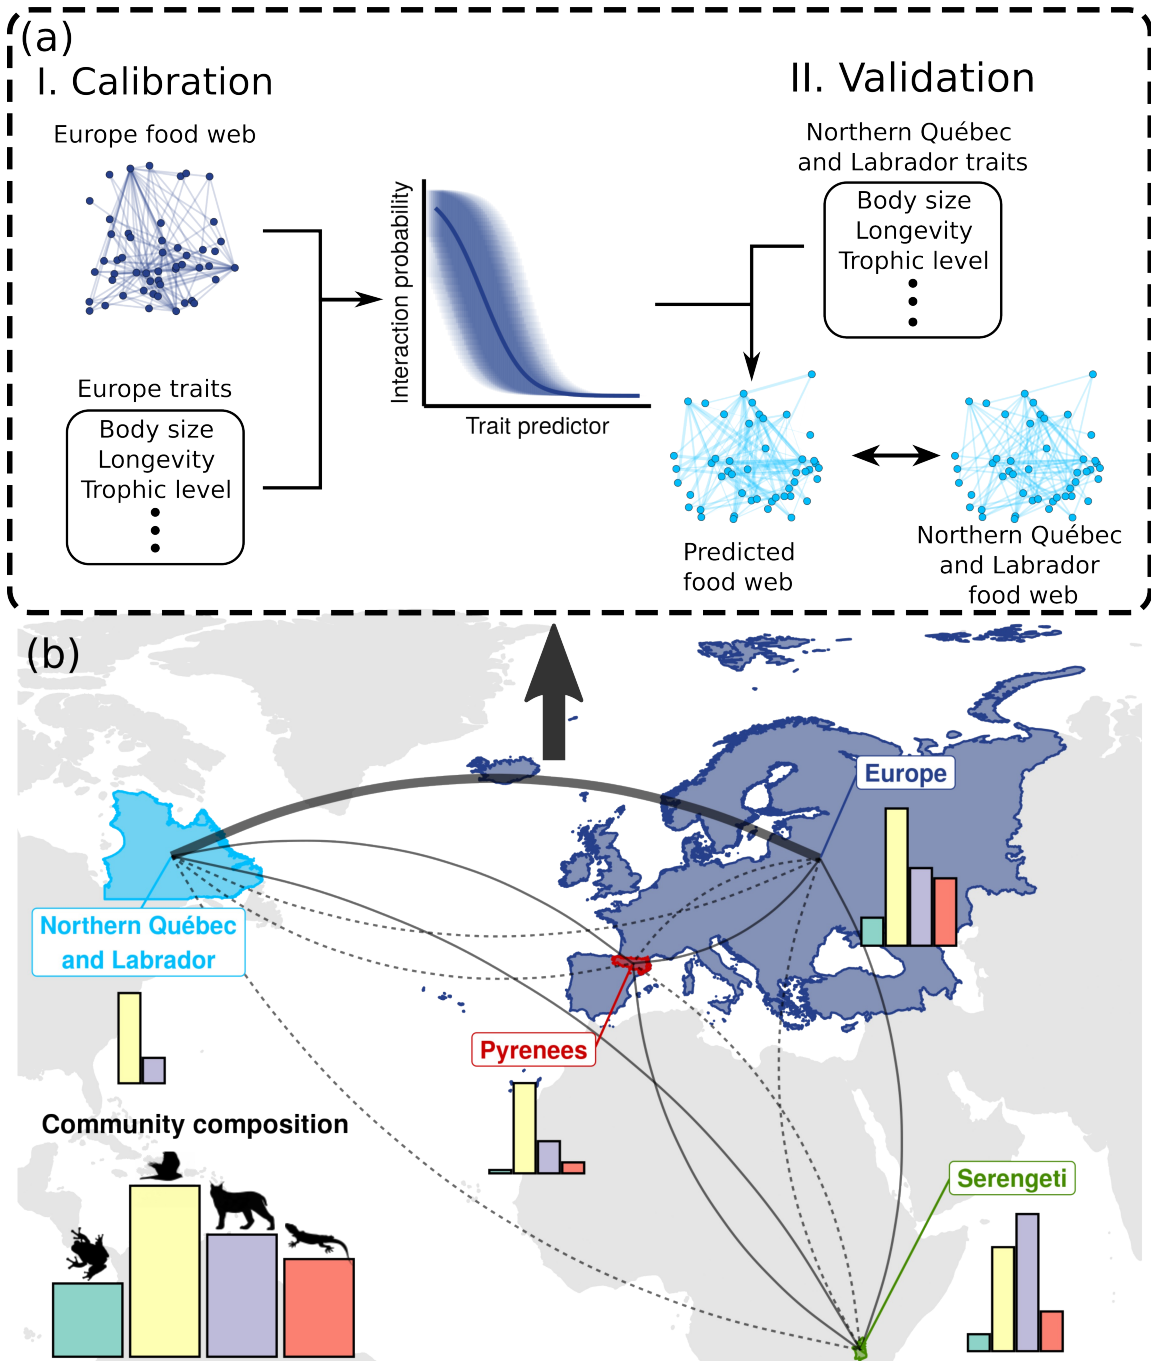 (a)
I. Calibration
Europe food web
Europe traits
Body size
Longevity
Trophic level
Interaction probability
Trait predictor
II. Validation
Northern Québec
and Labrador traits
Body size
Longevity
Trophic level
Predicted
food web
Northern Québec
and Labrador
food web
(b)
Europe
Northern Québec
and Labrador
Pyrenees
Community composition
Serengeti